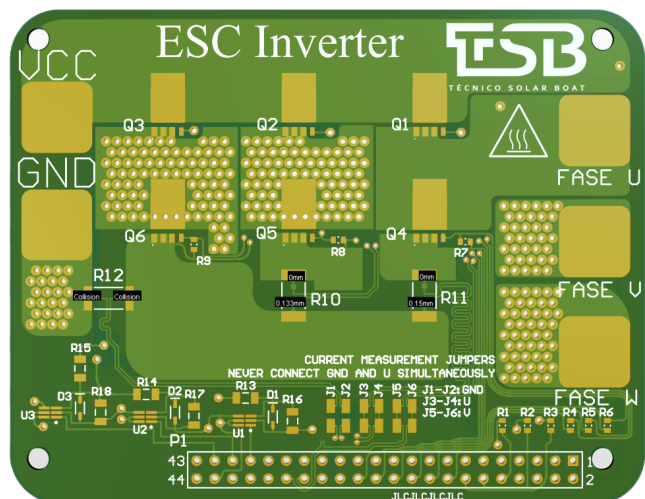 ESC Inverter
TSB
TÉCNICO SOLAR BOAT
VCC
Q3
Q2
Q1
GND
FASE U
Q6
Q5
Q4
R9
R8
R7
R12
0mm
0mm
Collision
Collision
R10
R11
0,133mm
0,15mm
FASE V
R15
CURRENT MEASUREMENT JUMPERS
NEVER CONNECT GND AND U SIMULTANEOUSLY
D3
R18
R14
D2
R17
R13
D1
R16
J1
J2
J3
J4
J5
J6
J1-J2:GND
J3-J4:U
J5-J6:V
FASE W
U3
U2
U1
R1
R2
R3
R4
R5
R6
P1
43
1
44
2
JLCJLCJLCJLC